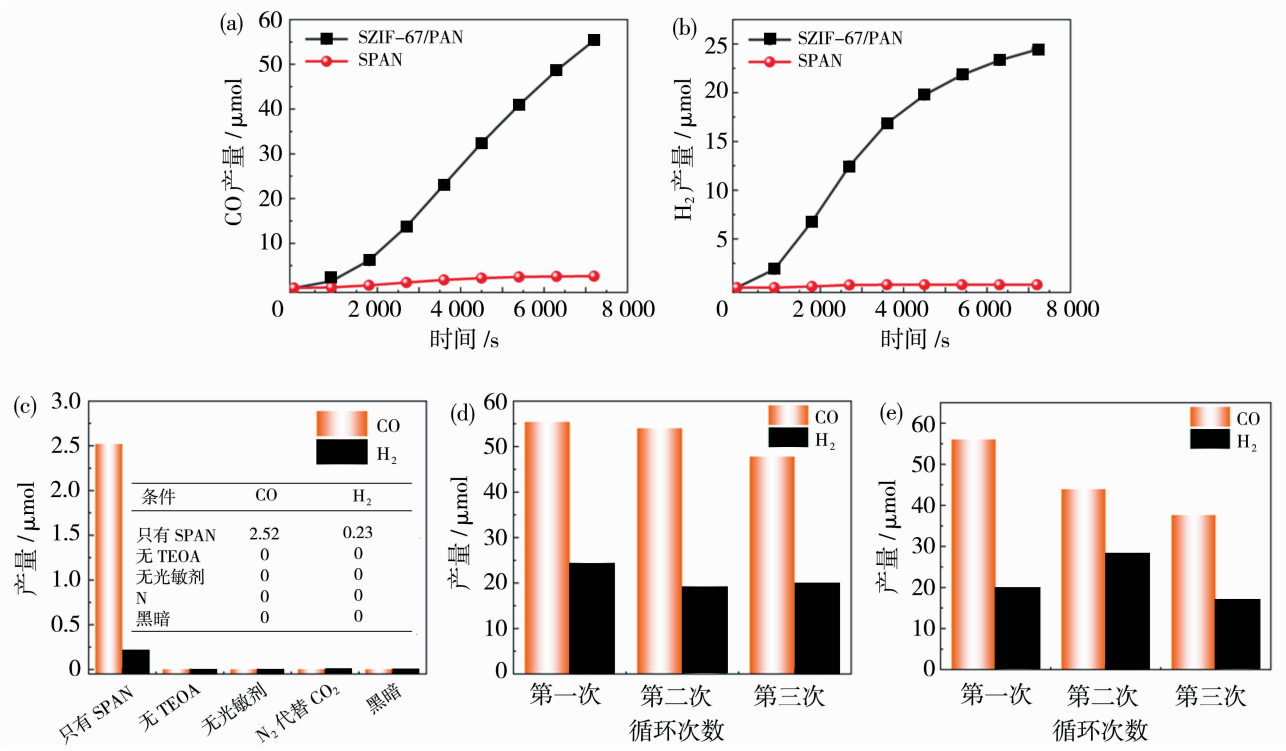 (a)
60
50
40
30
20
10
CO产量 /μmol
SZIF-67/PAN
SPAN
0 2 000 4 000 6 000 8 000
时间 /s
(b)
25
20
15
10
5
H₂产量 /μmol
SZIF-67/PAN
SPAN
0 2 000 4 000 6 000 8 000
时间 /s
(c)
3.0
2.5
2.0
1.5
1.0
0.5
0
产量 /μmol
CO
H₂
条件 CO H₂
只有 SPAN 2.52 0.23
无 TEOA 0 0
无光敏剂 0 0
N 0 0
黑暗 0 0
只有 SPAN 无 TEOA 无光敏剂 N₂代替 CO₂ 黑暗
(d)
60
50
40
30
20
10
0
产量 /μmol
CO
H₂
第一次 第二次 第三次
循环次数
(e)
60
50
40
30
20
10
0
产量 /μmol
CO
H₂
第一次 第二次 第三次
循环次数